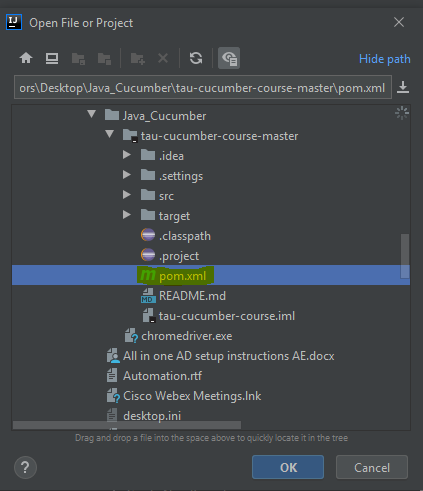 Open File or Project
Hide path
ors\Desktop\Java_Cucumber\tau-cucumber-course-master\pom.xml
Java_Cucumber
tau-cucumber-course-master
.idea
.settings
src
target
.classpath
.project
pom.xml
README.md
tau-cucumber-course.iml
chromedriver.exe
All in one AD setup instructions AE.docx
Automation.rtf
Cisco Webex Meetings.lnk
desktop.ini
Drag and drop a file into the space above to quickly locate it in the tree
? OK Cancel